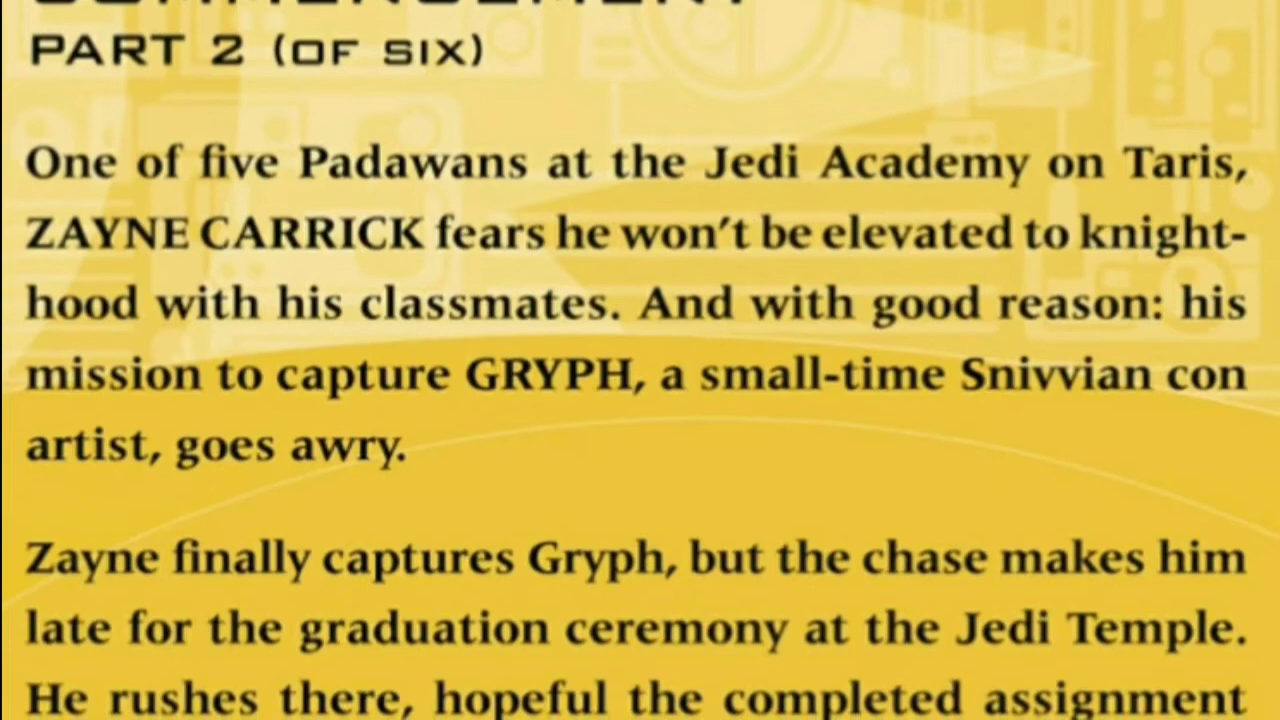 COMMENCEMENT
PART 2 (OF SIX)
One of five Padawans at the Jedi Academy on Taris,
ZAYNE CARRICK fears he won't be elevated to knight-
hood with his classmates. And with good reason: his
mission to capture GRYPH, a small-time Snivvian con
artist, goes awry.
Zayne finally captures Gryph, but the chase makes him
late for the graduation ceremony at the Jedi Temple.
He rushes there, hopeful the completed assignment